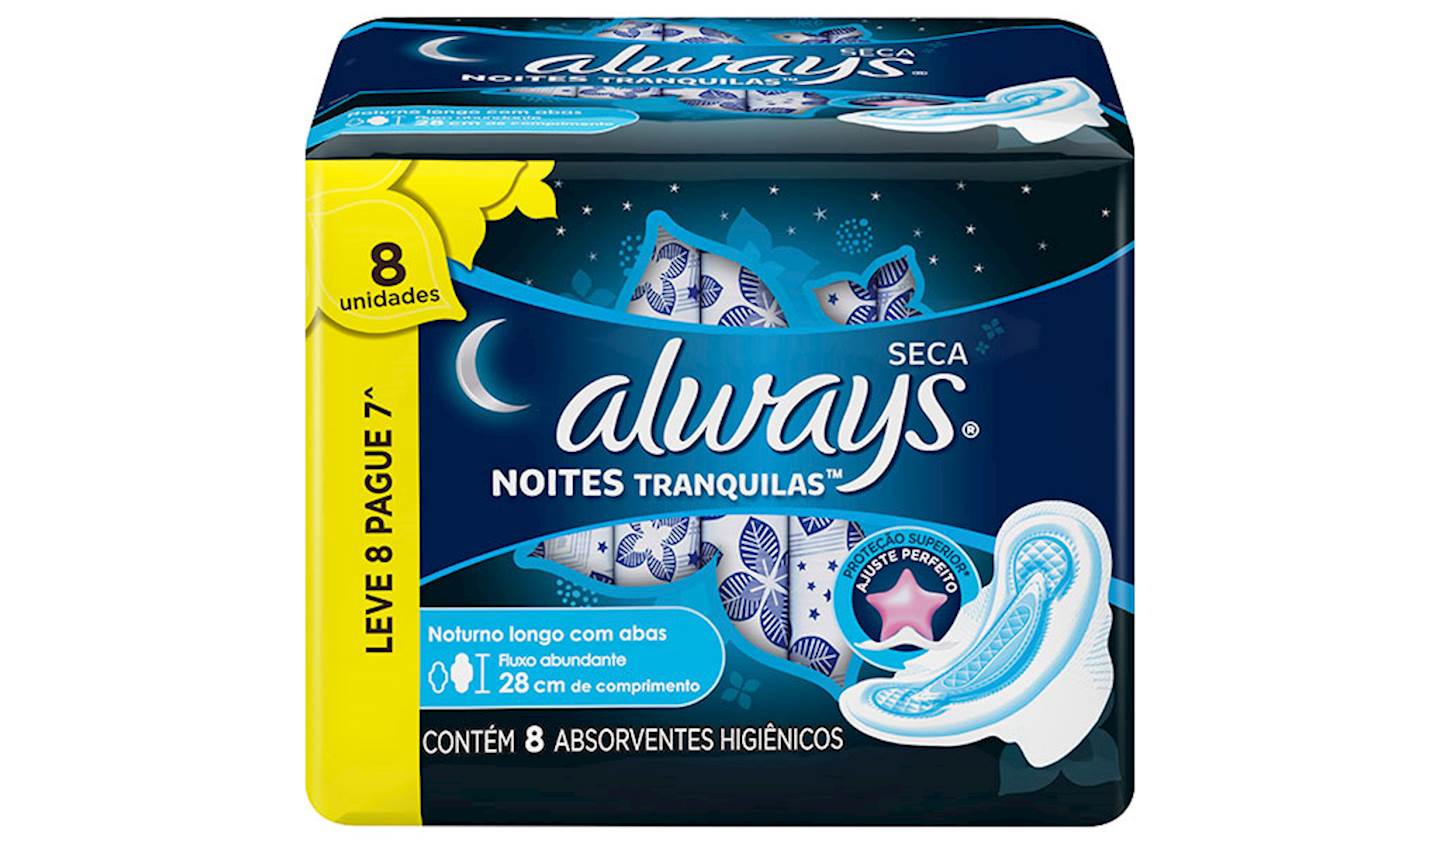 SECA
always®
NOITES TRANQUILAS™
Noturno longo com abas
Fluxo abundante
28 cm de comprimento
8
unidades
LEVE 8 PAGUE 7^
SECA
always®
NOITES TRANQUILAS™
PROTEÇÃO SUPERIOR*
AJUSTE PERFEITO
Noturno longo com abas
Fluxo abundante
28 cm de comprimento
CONTÉM 8 ABSORVENTES HIGIÊNICOS